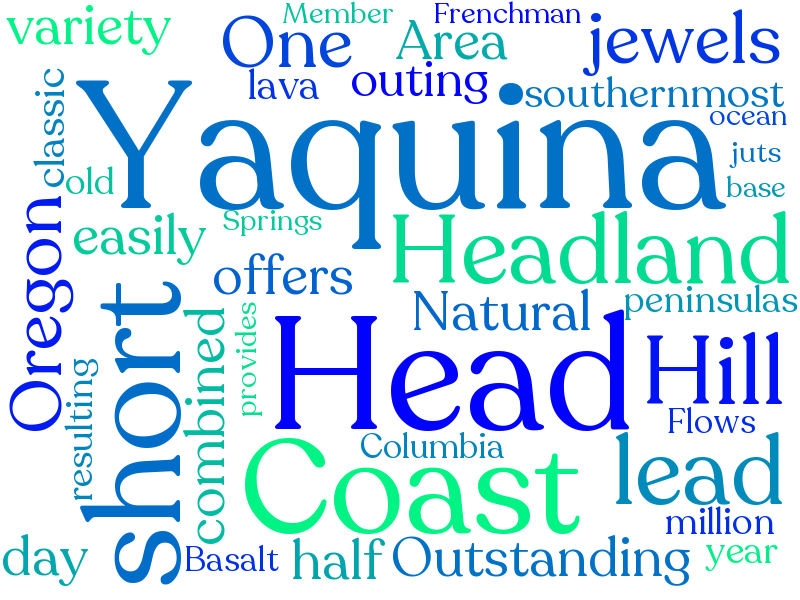 variety
Member
Frenchman
One
Area
jewels
lava
outing
southernmost
classic
Yaquina
ocean
juts
old
base
Oregon
easily
Springs
Headland
offers
short
Natural
peninsulas
combined
provides
Head
Hill
resulting
Flows
Coast
Columbia
lead
million
day
Basalt
half
Outstanding
year